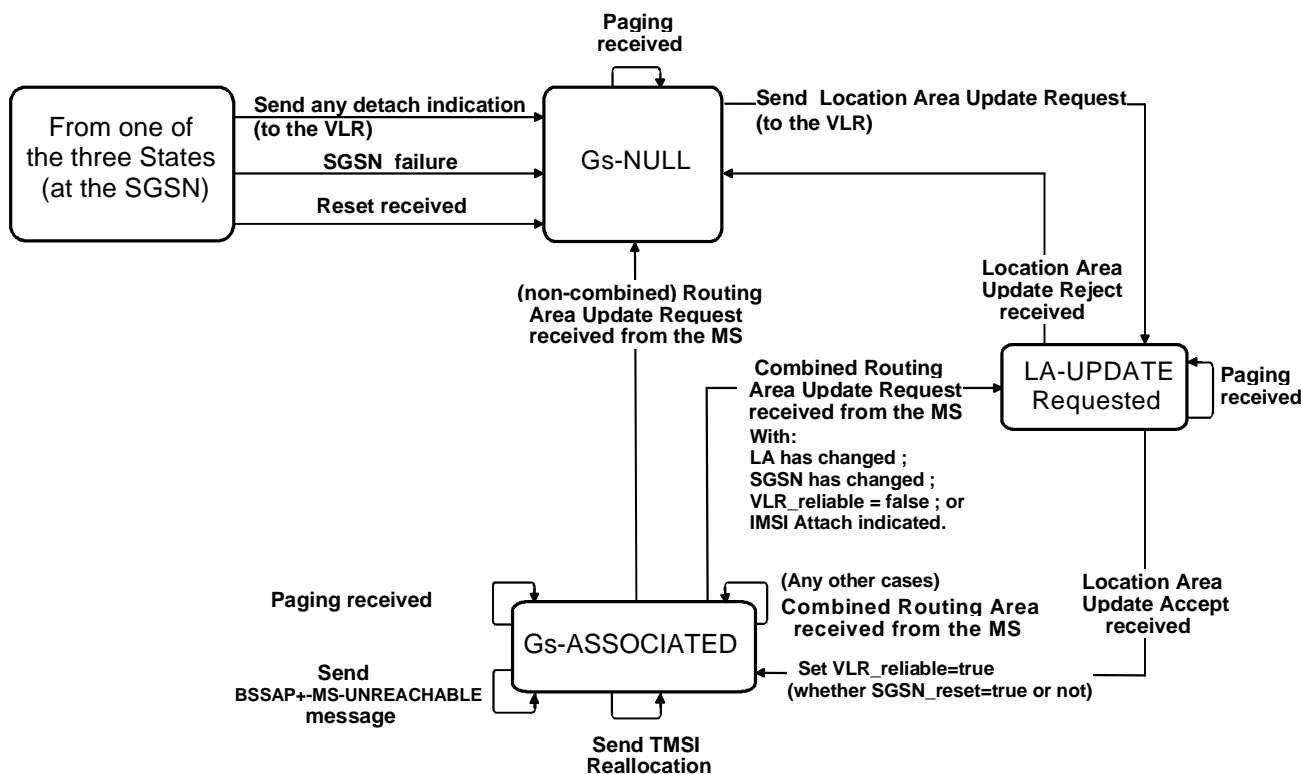 Paging
received
From one of
the three States
(at the SGSN)
Send any detach indication
(to the VLR)
SGSN failure
Reset received
Gs-NULL
Send Location Area Update Request
(to the VLR)
(non-combined) Routing
Area Update Request
received from the MS
Location Area
Update Reject
received
LA-UPDATE
Requested
Paging
received
Combined Routing
Area Update Request
received from the MS
With:
LA has changed ;
SGSN has changed ;
VLR_reliable = false ; or
IMSI Attach indicated.
Paging received
(Any other cases)
Combined Routing Area
received from the MS
Location Area
Update Accept
received
Gs-ASSOCIATED
Set VLR_reliable=true
(whether SGSN_reset=true or not)
Send
BSSAP+-MS-UNREACHABLE
message
Send TMSI
Reallocation